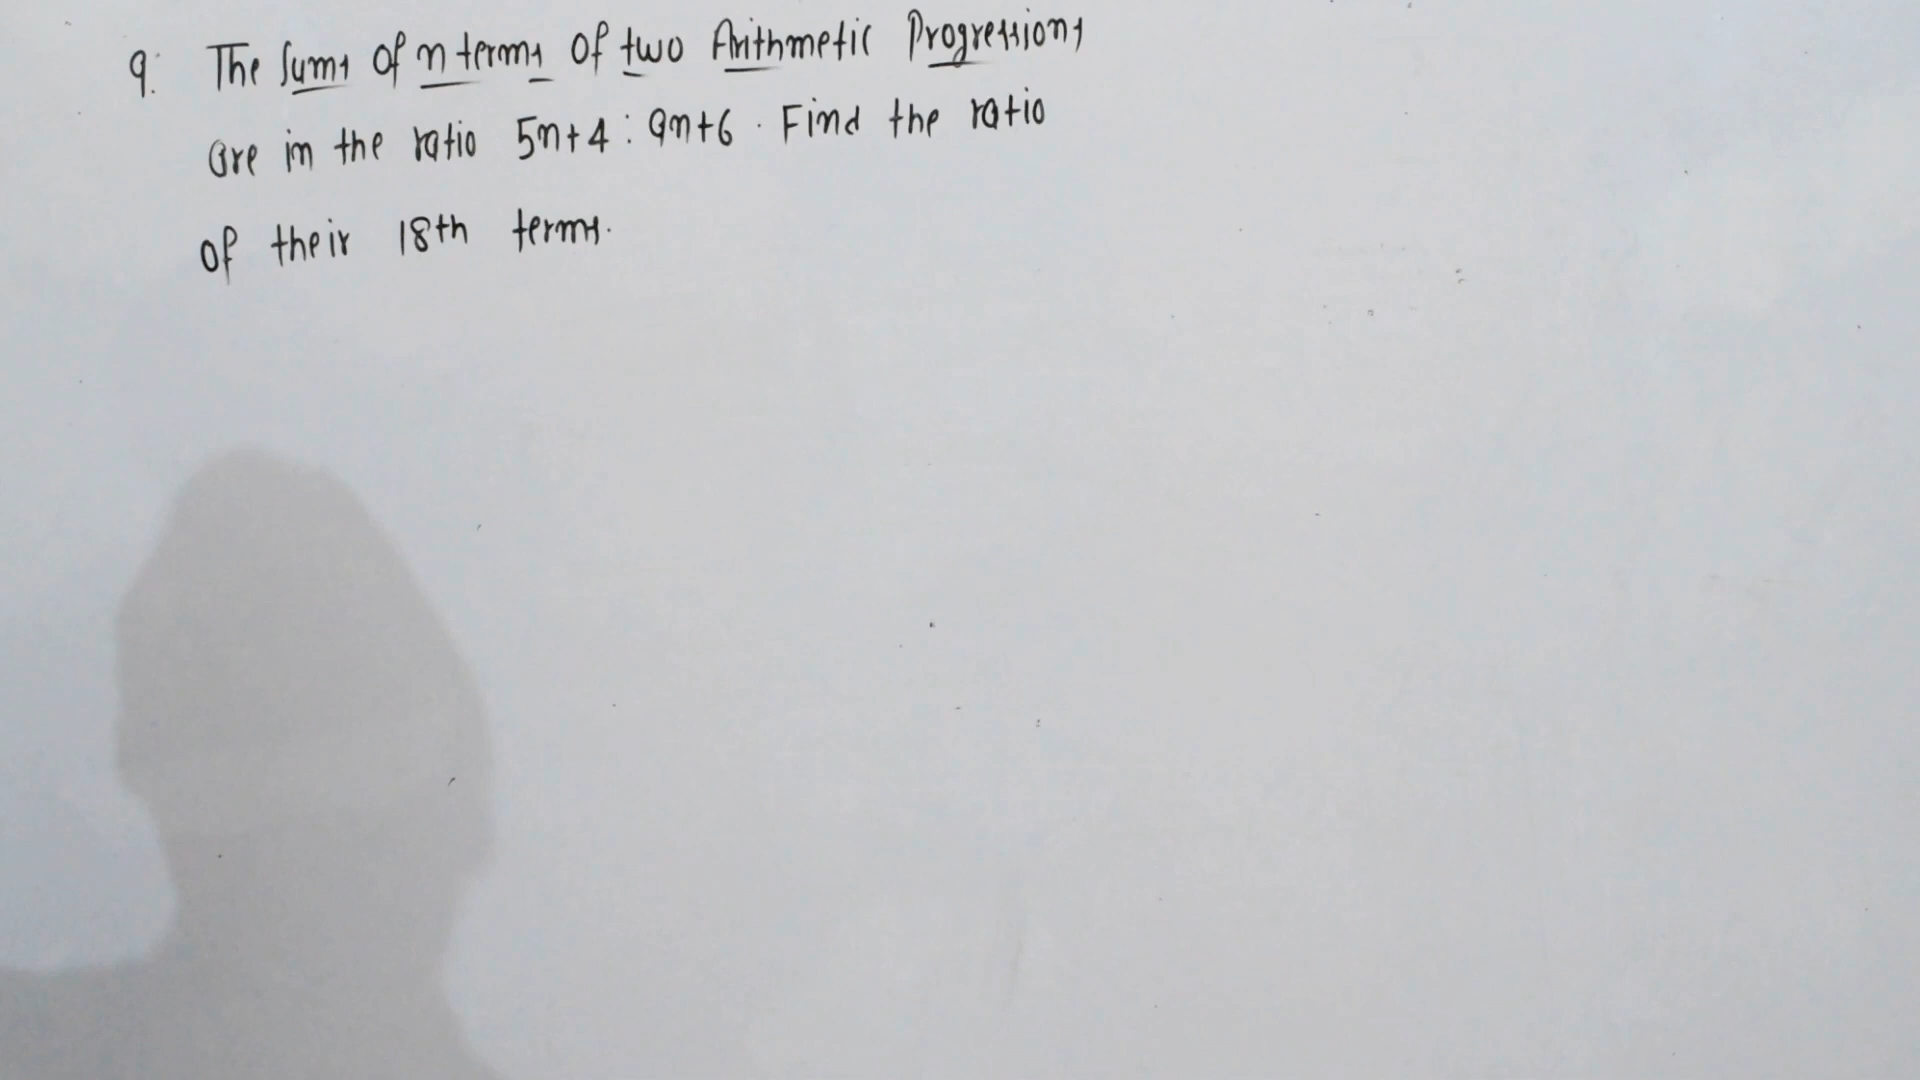 9. The sums of n terms of two Arithmetic Progressions
are in the ratio 5n+4 : 9n+6 . Find the ratio
of their 18th terms.